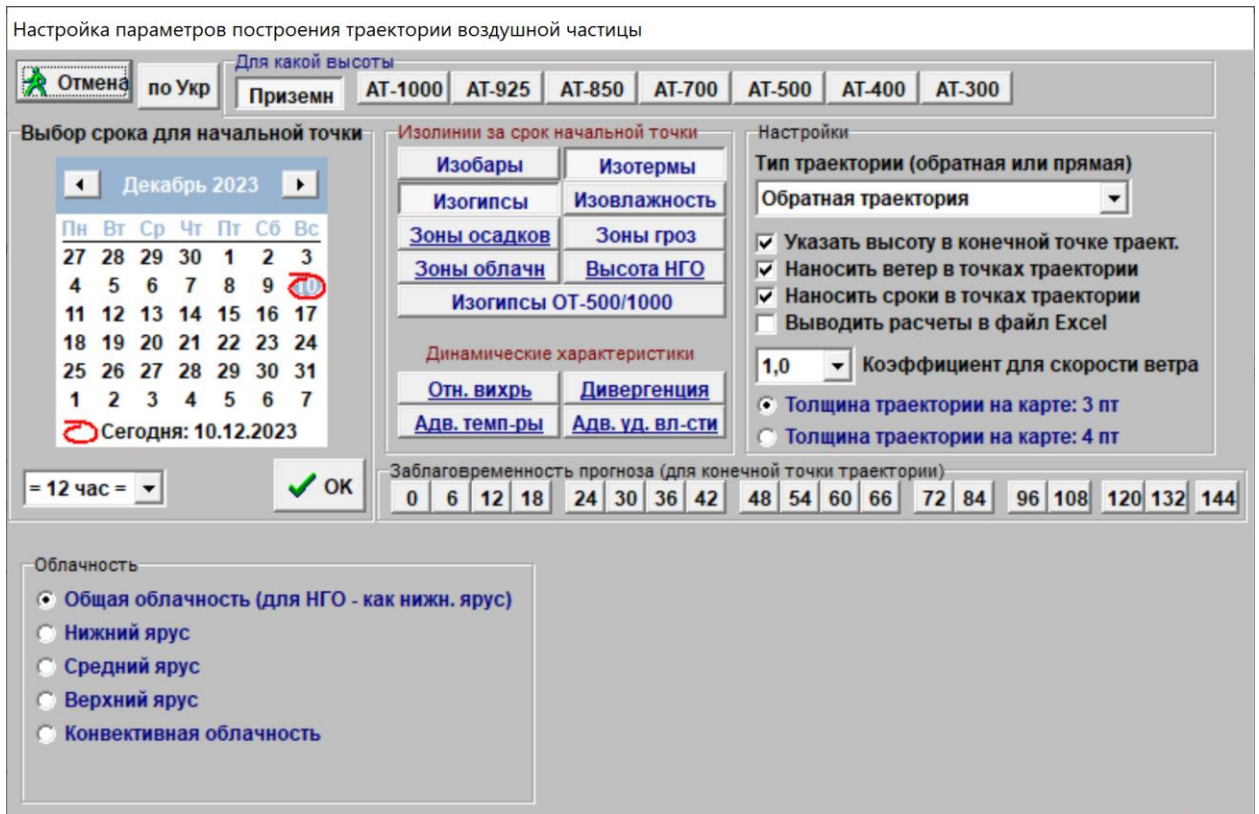 Настройка параметров построения траектории воздушной частицы
Отмена
по Укр
Для какой высоты
Приземн
АТ-1000
АТ-925
АТ-850
АТ-700
АТ-500
АТ-400
АТ-300
Выбор срока для начальной точки
Декабрь 2023
Пн Вт Ср Чт Пт Сб Вс
27 28 29 30 1 2 3
4 5 6 7 8 9 10
11 12 13 14 15 16 17
18 19 20 21 22 23 24
25 26 27 28 29 30 31
1 2 3 4 5 6 7
Сегодня: 10.12.2023
= 12 час =
ОК
Изолинии за срок начальной точки
Изобары
Изотермы
Изогипсы
Изовлажность
Зоны осадков
Зоны гроз
Зоны облачн
Высота НГО
Изогипсы ОТ-500/1000
Динамические характеристики
Отн. вихрь
Дивергенция
Адв. темп-ры
Адв. уд. вл-сти
Настройки
Тип траектории (обратная или прямая)
Обратная траектория
Указать высоту в конечной точке траект.
Наносить ветер в точках траектории
Наносить сроки в точках траектории
Выводить расчеты в файл Excel
1,0
Коэффициент для скорости ветра
Толщина траектории на карте: 3 пт
Толщина траектории на карте: 4 пт
Заблаговременность прогноза (для конечной точки траектории)
0 6 12 18 24 30 36 42 48 54 60 66 72 84 96 108 120 132 144
Облачность
Общая облачность (для НГО - как нижн. ярус)
Нижний ярус
Средний ярус
Верхний ярус
Конвективная облачность